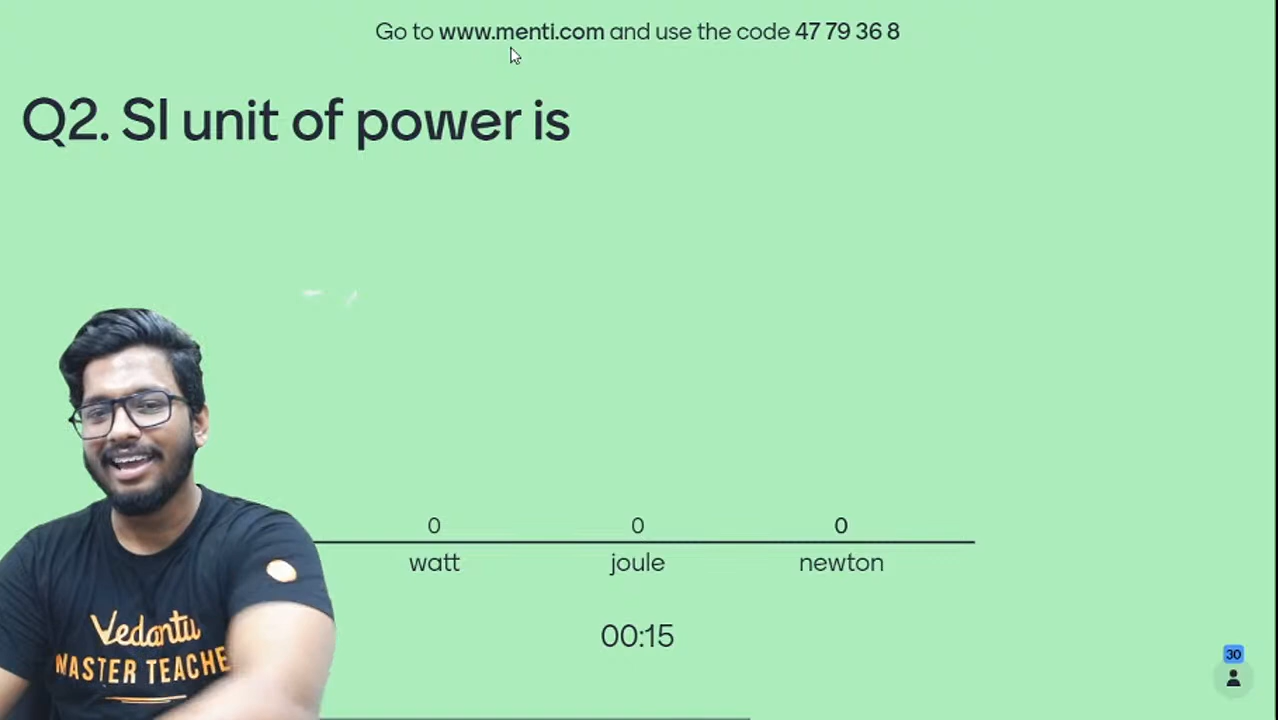 Go to www.menti.com and use the code 47 79 36 8
Q2. SI unit of power is
0 0 0
watt joule newton
00:15
30
Vedantu
MASTER TEACHE